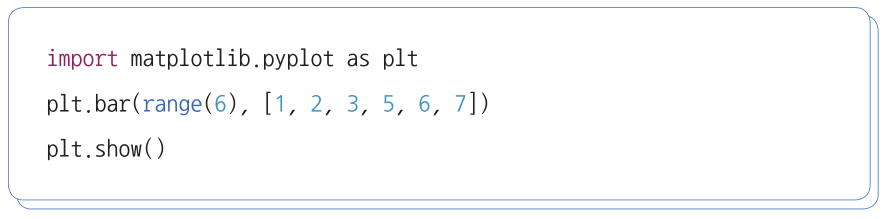 import matplotlib.pyplot as plt
plt.bar(range(6), [1, 2, 3, 5, 6, 7])
plt.show()